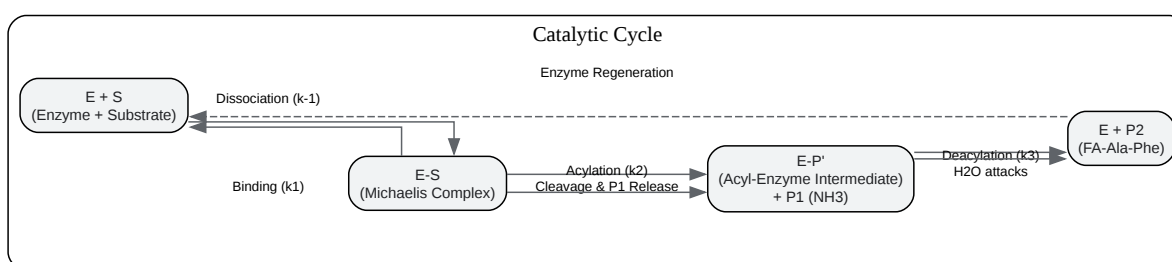 Catalytic Cycle
Enzyme Regeneration
E + S
(Enzyme + Substrate)
Dissociation (k-1)
E + P2
(FA-Ala-Phe)
Binding (k1)
E-S
(Michaelis Complex)
Acylation (k2)
Cleavage & P1 Release
E-P'
(Acyl-Enzyme Intermediate)
+ P1 (NH3)
Deacylation (k3)
H2O attacks